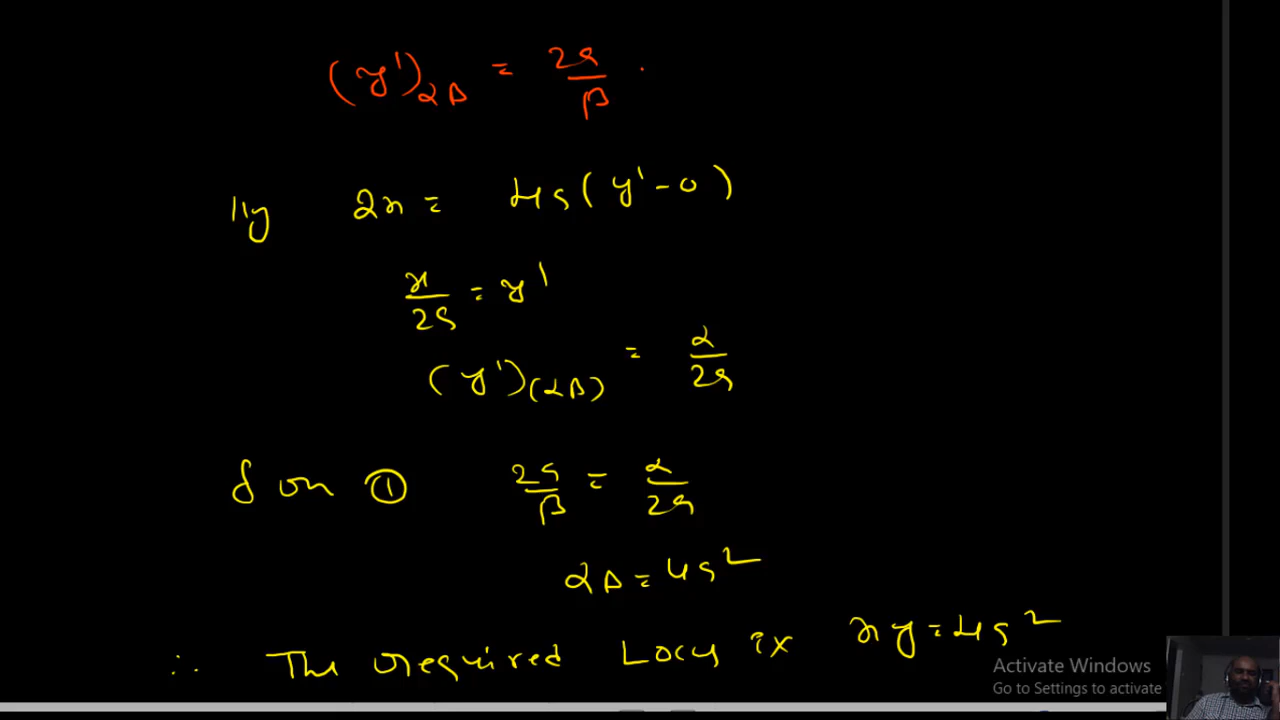 (y')αβ = 2a/β .
llly 2x = 4a(y' - 0)
x/2a = y'
(y')(αβ) = α/2a
from ① 2a/β = α/2a
αβ = 4a²
∴ The required Locus is xy = 4a²
Activate Windows
Go to Settings to activate